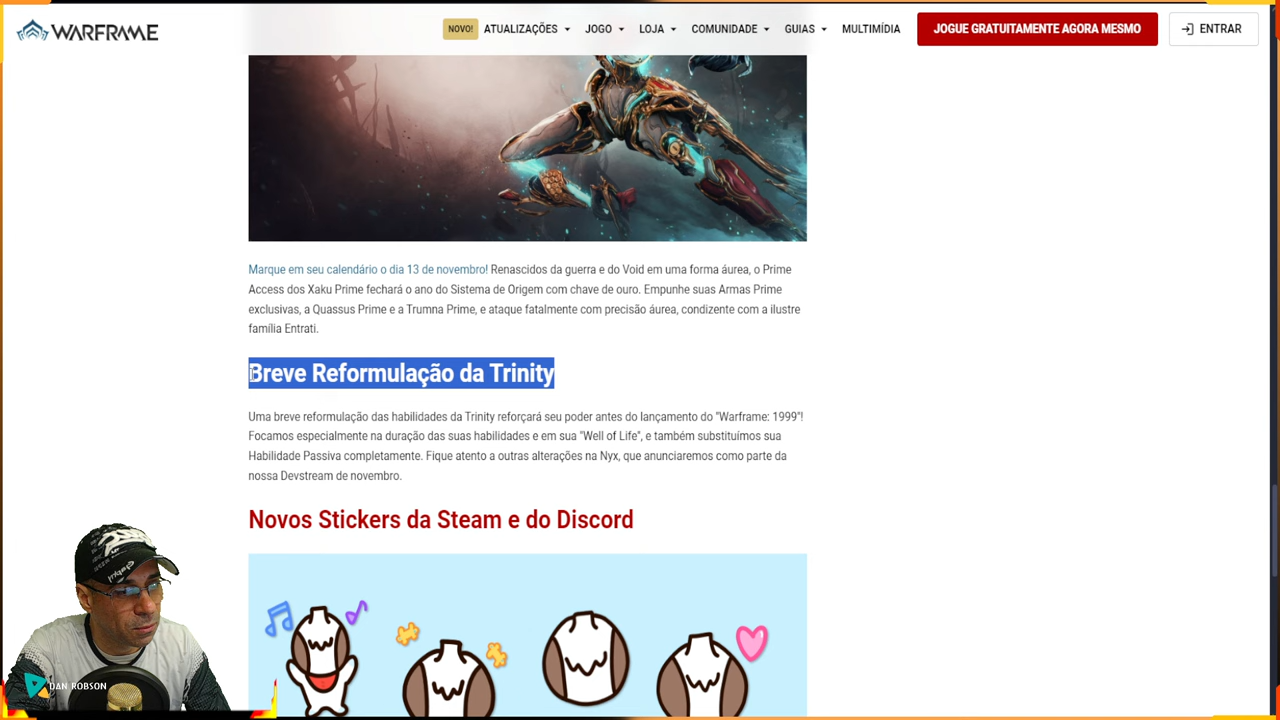 WARFRAME
NOVO! ATUALIZAÇÕES JOGO LOJA COMUNIDADE GUIAS MULTIMÍDIA JOGUE GRATUITAMENTE AGORA MESMO ENTRAR
Marque em seu calendário o dia 13 de novembro! Renascidos da guerra e do Void em uma forma áurea, o Prime
Access dos Xaku Prime fechará o ano do Sistema de Origem com chave de ouro. Empunhe suas Armas Prime
exclusivas, a Quassus Prime e a Trumna Prime, e ataque fatalmente com precisão áurea, condizente com a ilustre
família Entrati.
Breve Reformulação da Trinity
Uma breve reformulação das habilidades da Trinity reforçará seu poder antes do lançamento do "Warframe: 1999"!
Focamos especialmente na duração das suas habilidades e em sua "Well of Life", e também substituímos sua
Habilidade Passiva completamente. Fique atento a outras alterações na Nyx, que anunciaremos como parte da
nossa Devstream de novembro.
Novos Stickers da Steam e do Discord
DAN ROBSON